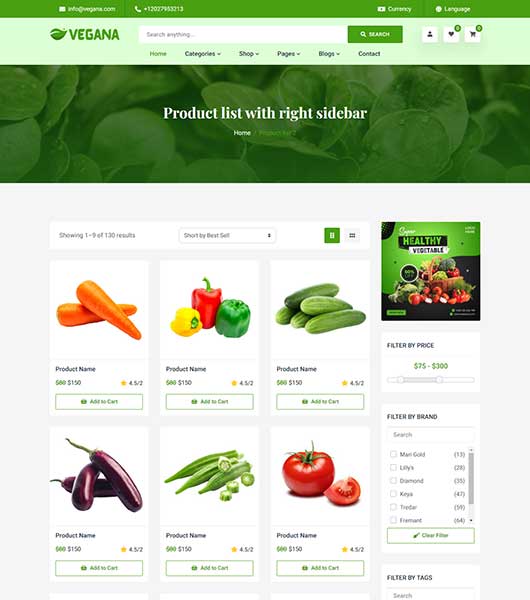 info@vegana.com +12027953213 Currency Language
VEGANA Search anything... SEARCH 0 0
Home Categories Shop Pages Blogs Contact
Product list with right sidebar
Home / Product list 2
Showing 1–9 of 130 results Short by Best Sell
Super
HEALTHY
VEGETABLE
50%
FILTER BY PRICE
$75 - $300
Product Name Product Name Product Name
$80 $150 4.5/2 $80 $150 4.5/2 $80 $150 4.5/2
Add to Cart Add to Cart Add to Cart
FILTER BY BRAND
Search
Mari Gold (13)
Lilly's (28)
Diamond (35)
Keya (47)
Tredar (59)
Fremant (64)
Clear Filter
Product Name Product Name Product Name
$80 $150 4.5/2 $80 $150 4.5/2 $80 $150 4.5/2
Add to Cart Add to Cart Add to Cart
FILTER BY TAGS
Search